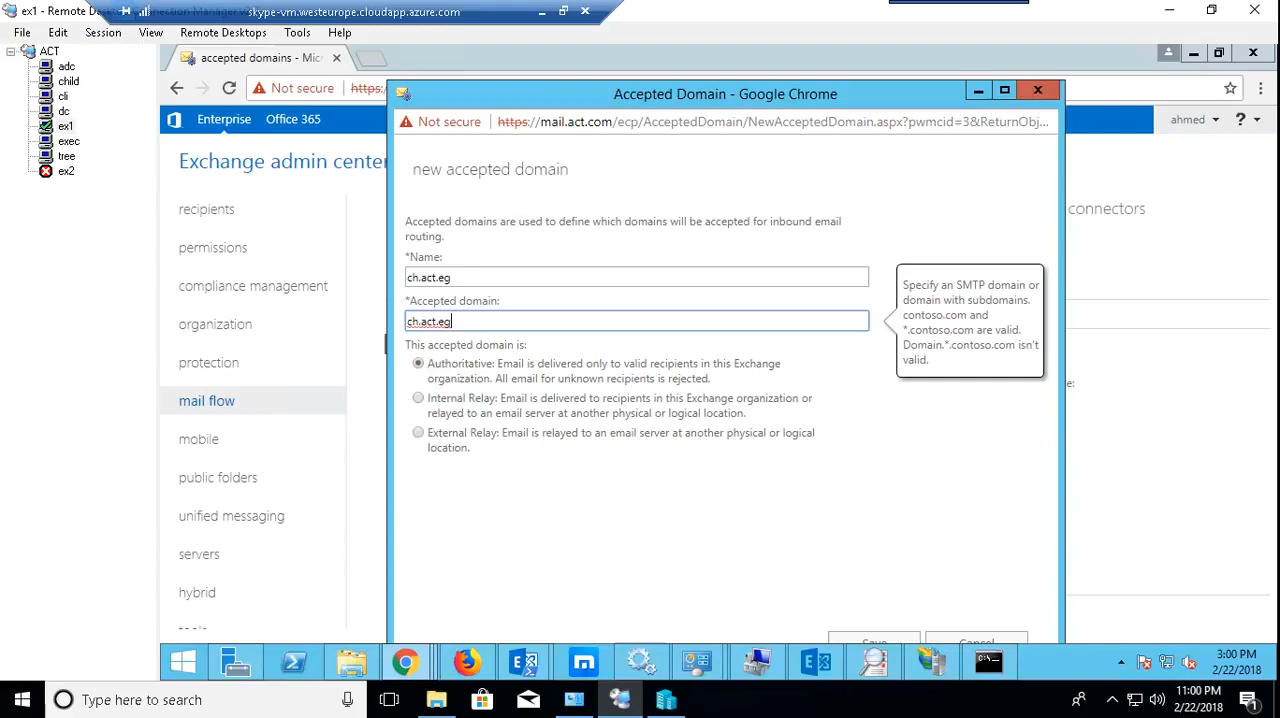 ex1 - Remote Desktop Connection Manager v
skype-vm.westeurope.cloudapp.azure.com
File Edit Session View Remote Desktops Tools Help
ACT
adc
child
cli
dc
ex1
exec
tree
ex2
accepted domains - Mic
Not secure https:
Enterprise Office 365
ahmed ?
Exchange admin center
recipients
permissions
compliance management
organization
protection
mail flow
mobile
public folders
unified messaging
servers
hybrid
tools
connectors
Accepted Domain - Google Chrome
Not secure https://mail.act.com/ecp/AcceptedDomain/NewAcceptedDomain.aspx?pwmcid=3&ReturnObj...
new accepted domain
Accepted domains are used to define which domains will be accepted for inbound email
routing.
*Name:
ch.act.eg
*Accepted domain:
ch.act.eg
This accepted domain is:
Authoritative: Email is delivered only to valid recipients in this Exchange
organization. All email for unknown recipients is rejected.
Internal Relay: Email is delivered to recipients in this Exchange organization or
relayed to an email server at another physical or logical location.
External Relay: Email is relayed to an email server at another physical or logical
location.
Specify an SMTP domain or
domain with subdomains.
contoso.com and
*.contoso.com are valid.
Domain.*.contoso.com isn't
valid.
Save Cancel
3:00 PM
2/22/2018
Type here to search
11:00 PM
2/22/2018